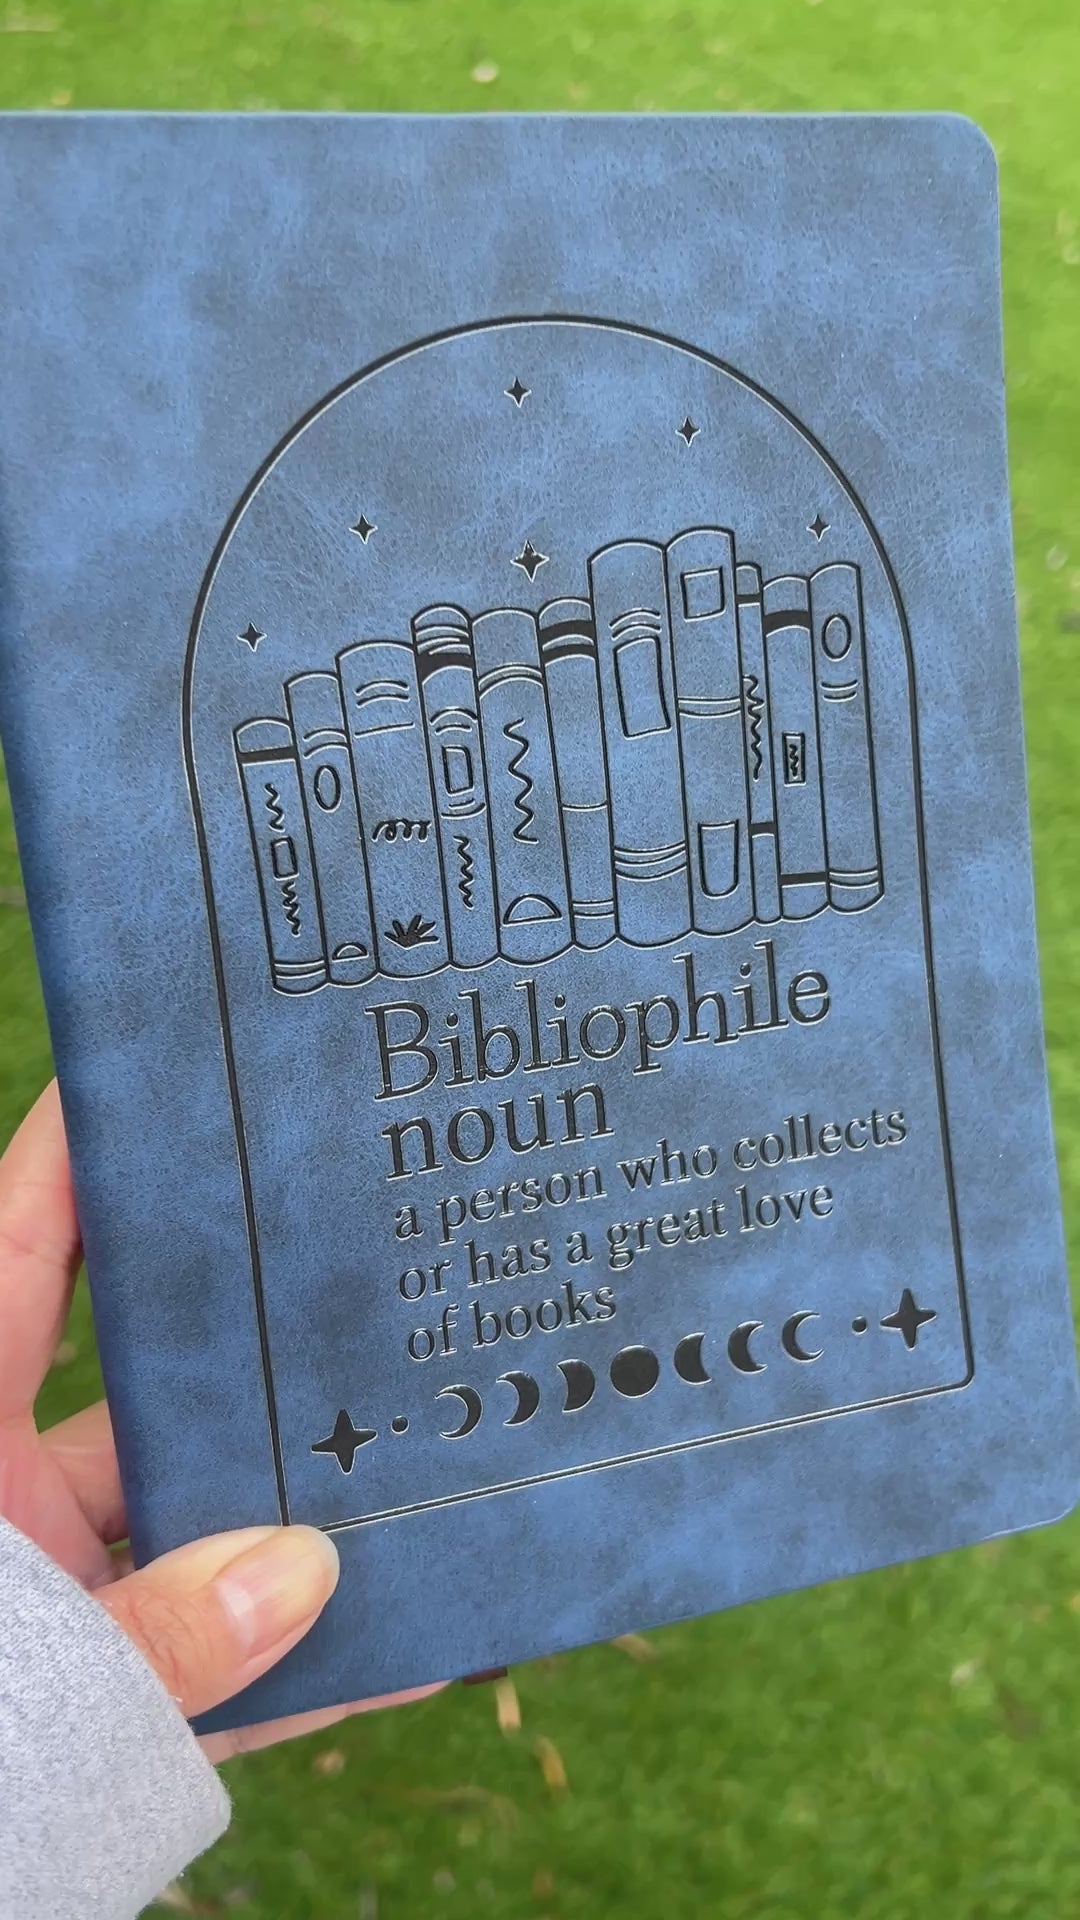 Bibliophile
noun
a person who collects
or has a great love
of books